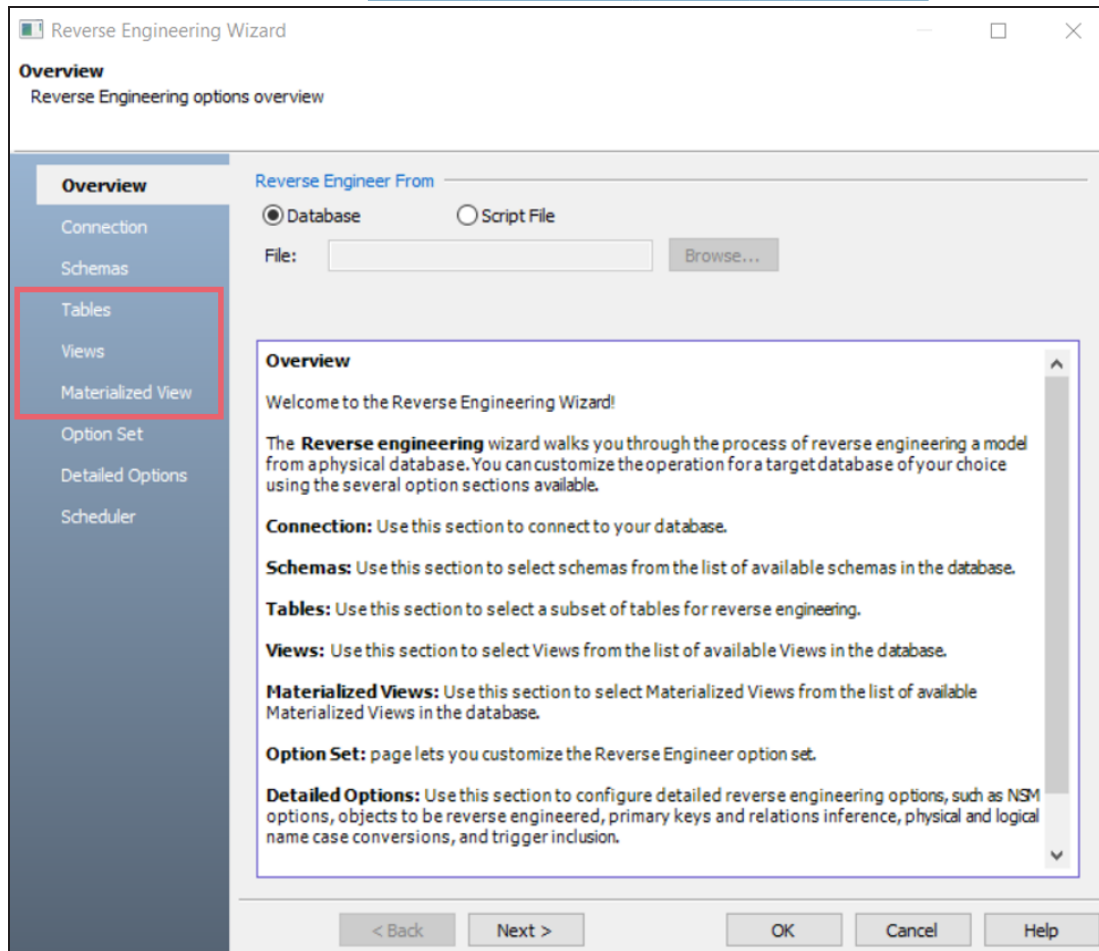 Reverse Engineering Wizard
Overview
Reverse Engineering options overview
Overview
Connection
Schemas
Tables
Views
Materialized View
Option Set
Detailed Options
Scheduler
Reverse Engineer From
Database
Script File
File:
Browse...
Overview
Welcome to the Reverse Engineering Wizard!
The Reverse engineering wizard walks you through the process of reverse engineering a model
from a physical database. You can customize the operation for a target database of your choice
using the several option sections available.
Connection: Use this section to connect to your database.
Schemas: Use this section to select schemas from the list of available schemas in the database.
Tables: Use this section to select a subset of tables for reverse engineering.
Views: Use this section to select Views from the list of available Views in the database.
Materialized Views: Use this section to select Materialized Views from the list of available
Materialized Views in the database.
Option Set: page lets you customize the Reverse Engineer option set.
Detailed Options: Use this section to configure detailed reverse engineering options, such as NSM
options, objects to be reverse engineered, primary keys and relations inference, physical and logical
name case conversions, and trigger inclusion.
< Back
Next >
OK
Cancel
Help